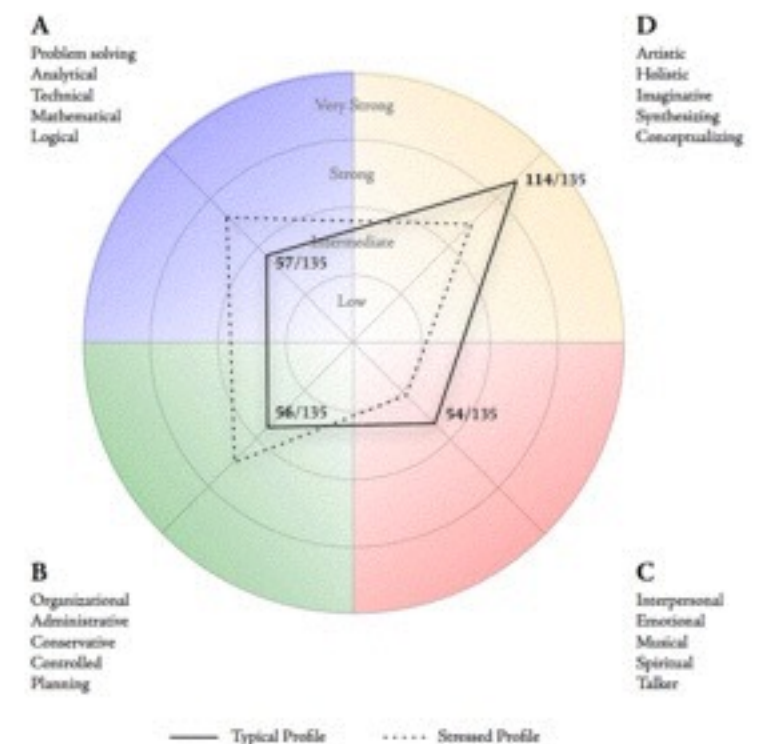 A
Problem solving
Analytical
Technical
Mathematical
Logical
D
Artistic
Holistic
Imaginative
Synthesizing
Conceptualizing
Very Strong
Strong
114/135
Intermediate
57/135
Low
56/135
54/135
B
Organizational
Administrative
Conservative
Controlled
Planning
C
Interpersonal
Emotional
Musical
Spiritual
Talker
Typical Profile
Stressed Profile